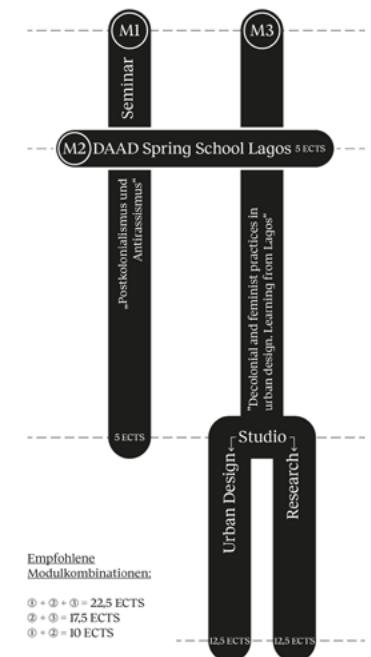 M1
M3
Seminar
M2 DAAD Spring School Lagos 5 ECTS
„Postkolonialismus und
Antirassismus“
"Decolonial and feminist practices in
urban design. Learning from Lagos"
5 ECTS
Studio
Urban Design
Research
Empfohlene
Modulkombinationen:
① + ② + ③ = 22,5 ECTS
② + ③ = 17,5 ECTS
① + ② = 10 ECTS
12,5 ECTS
12,5 ECTS